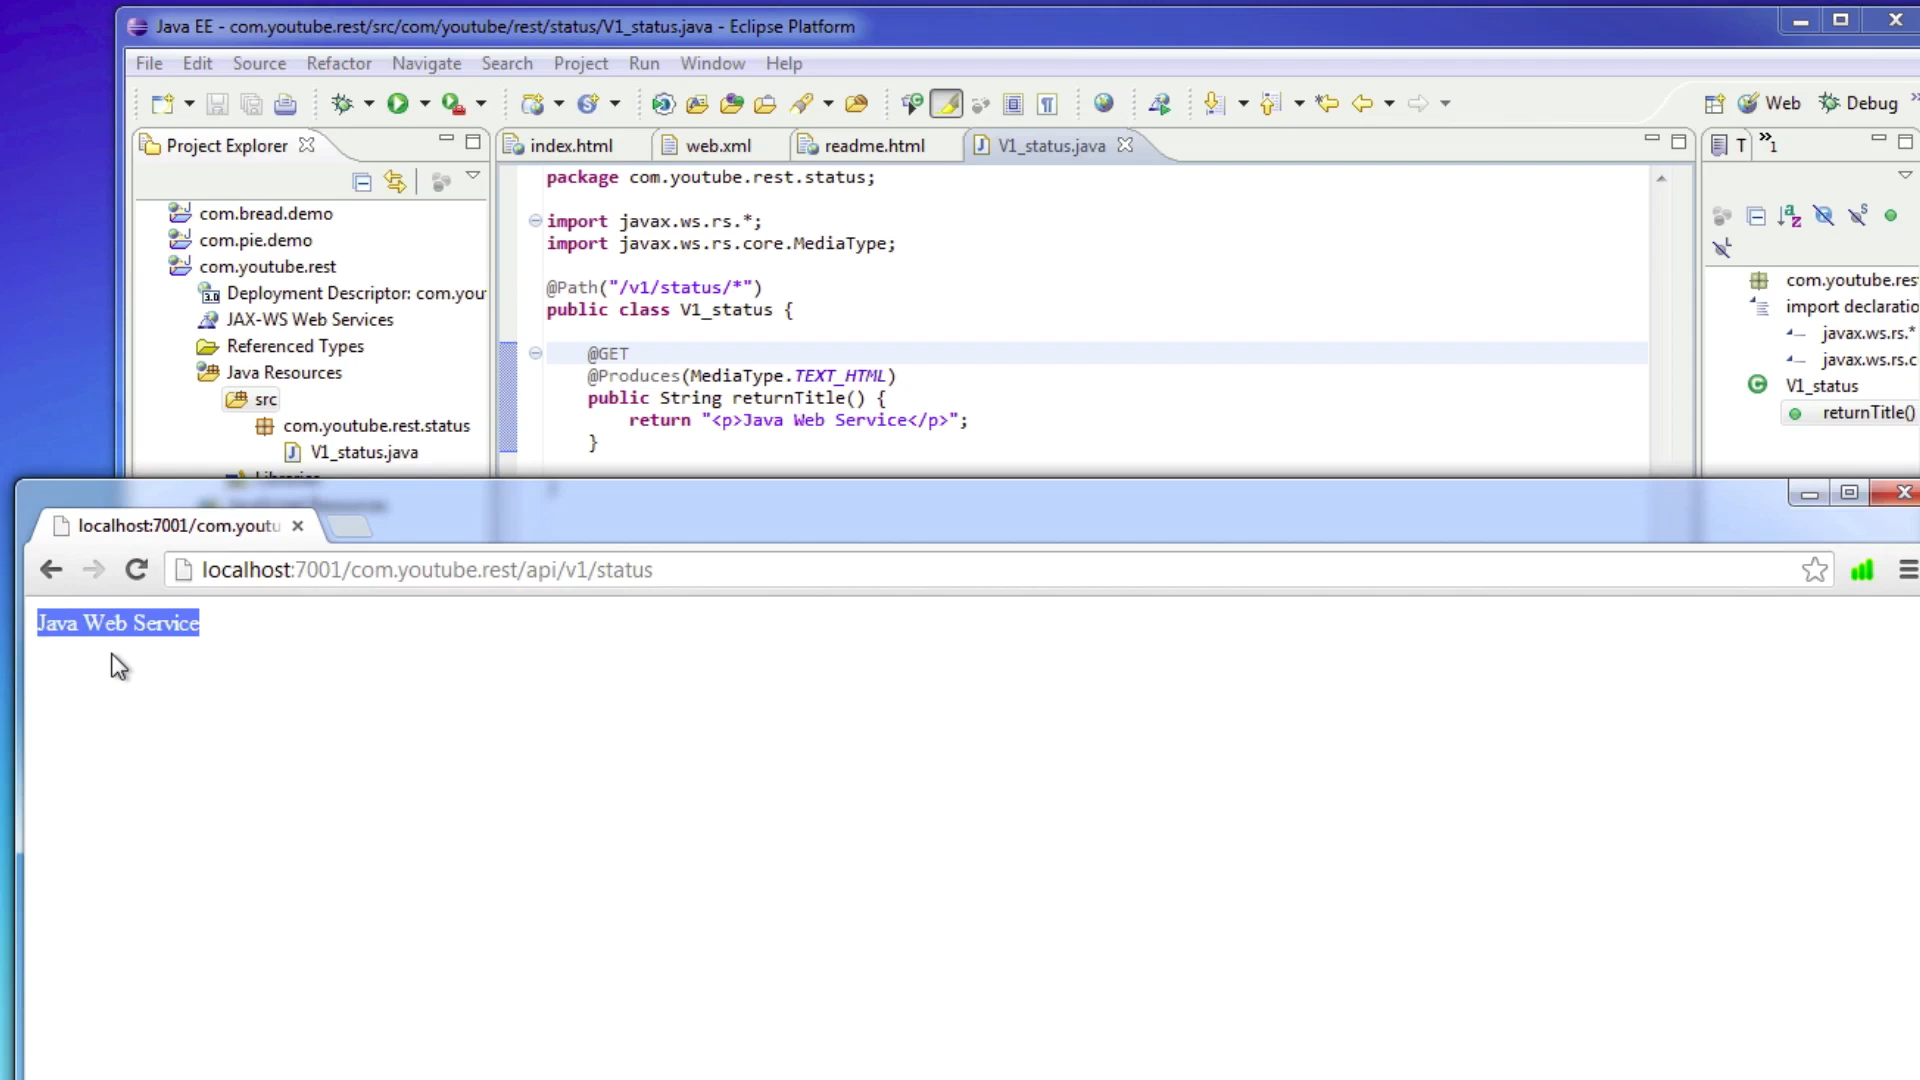 Java EE - com.youtube.rest/src/com/youtube/rest/status/V1_status.java - Eclipse Platform
File Edit Source Refactor Navigate Search Project Run Window Help
Web Debug »
Project Explorer
index.html web.xml readme.html V1_status.java
T »1
com.bread.demo
com.pie.demo
com.youtube.rest
Deployment Descriptor: com.you
3.0
JAX-WS Web Services
Referenced Types
Java Resources
src
com.youtube.rest.status
V1_status.java
package com.youtube.rest.status;
import javax.ws.rs.*;
import javax.ws.rs.core.MediaType;
@Path("/v1/status/*")
public class V1_status {
@GET
@Produces(MediaType.TEXT_HTML)
public String returnTitle() {
return "<p>Java Web Service</p>";
}
com.youtube.res
import declaratio
javax.ws.rs.*
javax.ws.rs.c
V1_status
returnTitle()
localhost:7001/com.youtu
localhost:7001/com.youtube.rest/api/v1/status
Java Web Service